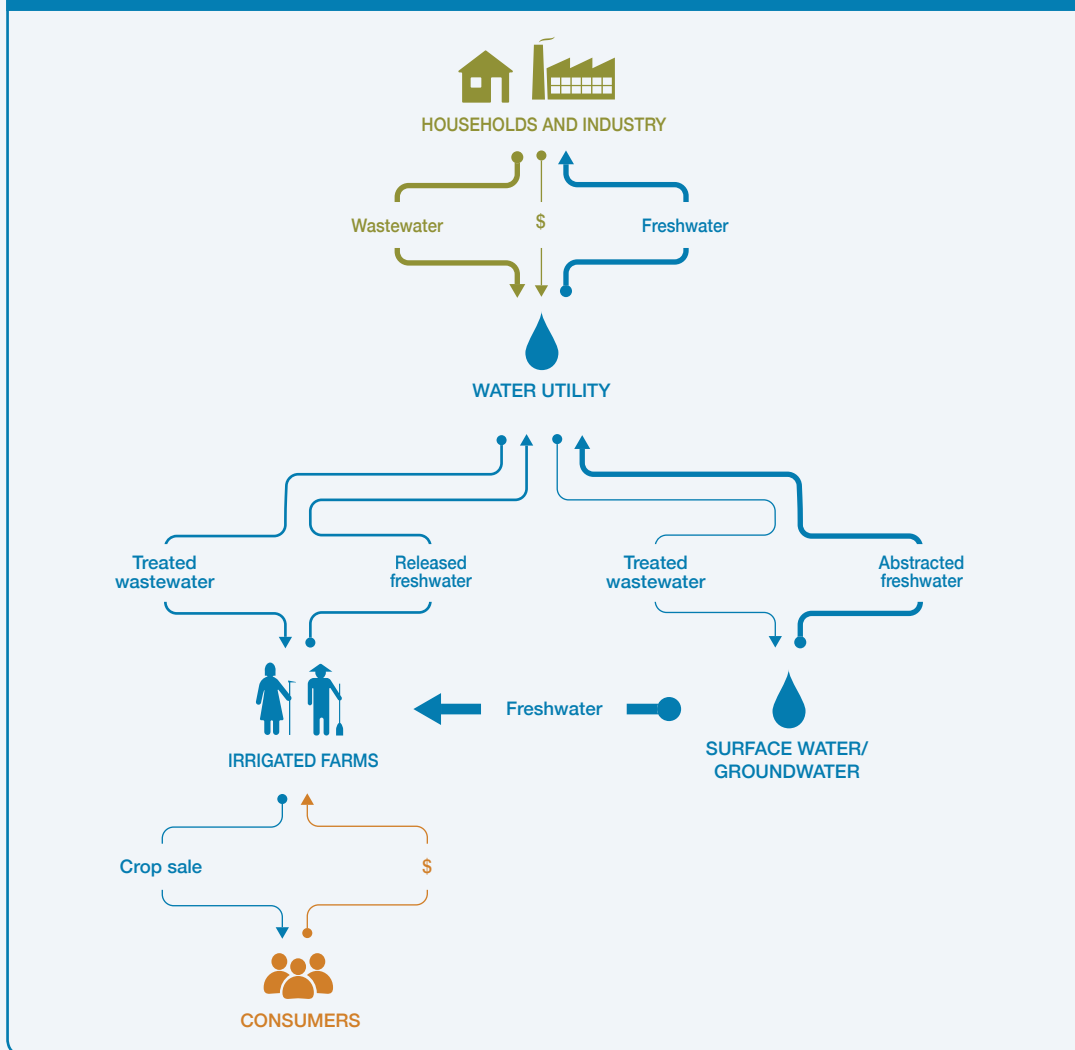 HOUSEHOLDS AND INDUSTRY
Wastewater
$
Freshwater
WATER UTILITY
Treated
wastewater
Released
freshwater
Treated
wastewater
Abstracted
freshwater
Freshwater
IRRIGATED FARMS
SURFACE WATER/
GROUNDWATER
Crop sale
$
CONSUMERS